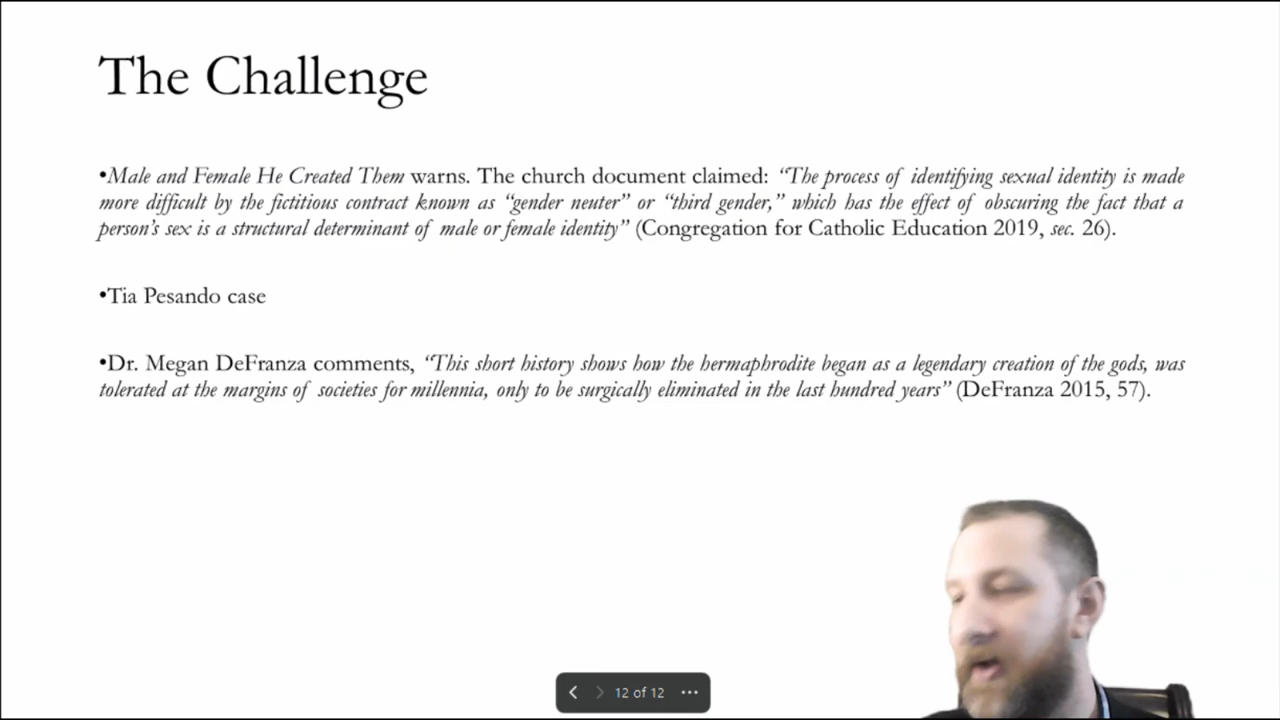 The Challenge
•Male and Female He Created Them warns. The church document claimed: “The process of identifying sexual identity is made
more difficult by the fictitious contract known as “gender neuter” or “third gender,” which has the effect of obscuring the fact that a
person’s sex is a structural determinant of male or female identity” (Congregation for Catholic Education 2019, sec. 26).
•Tia Pesando case
•Dr. Megan DeFranza comments, “This short history shows how the hermaphrodite began as a legendary creation of the gods, was
tolerated at the margins of societies for millennia, only to be surgically eliminated in the last hundred years” (DeFranza 2015, 57).
12 of 12